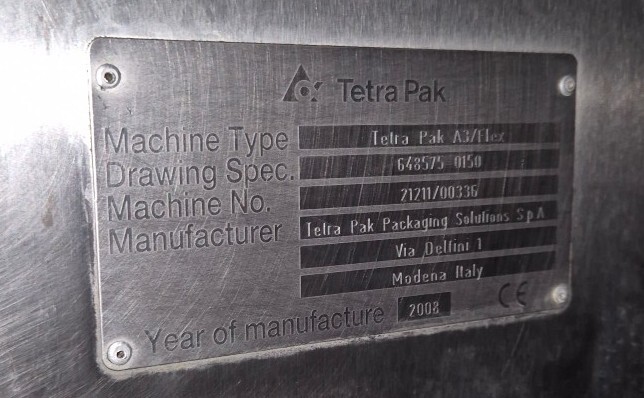 Tetra Pak
Machine Type Tetra Pak A3/Flex
Drawing Spec. 648575 0150
Machine No. 21211/00336
Manufacturer Tetra Pak Packaging Solutions S.p.A
Via Delfini 1
Modena Italy
Year of manufacture 2008 CE